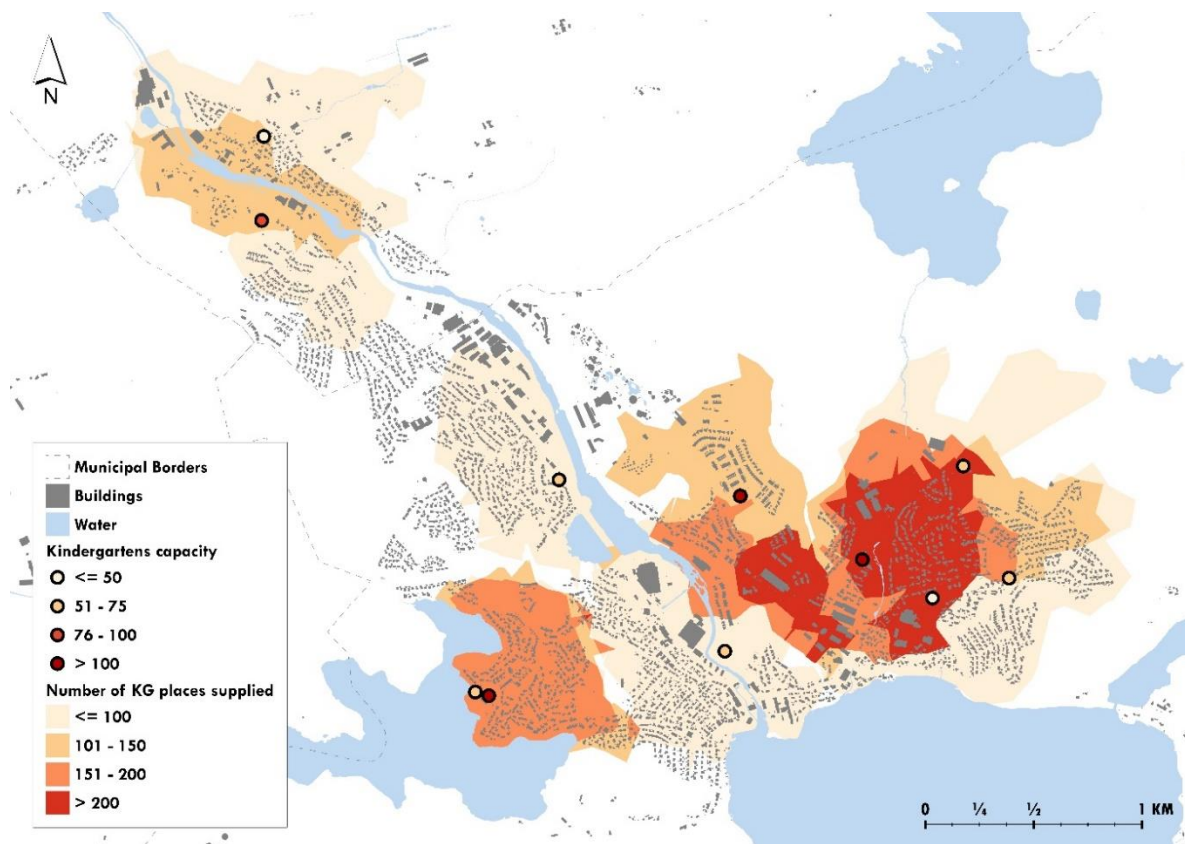 N
Municipal Borders
Buildings
Water
Kindergartens capacity
<= 50
51 - 75
76 - 100
> 100
Number of KG places supplied
<= 100
101 - 150
151 - 200
> 200
0 ¼ ½ 1 KM